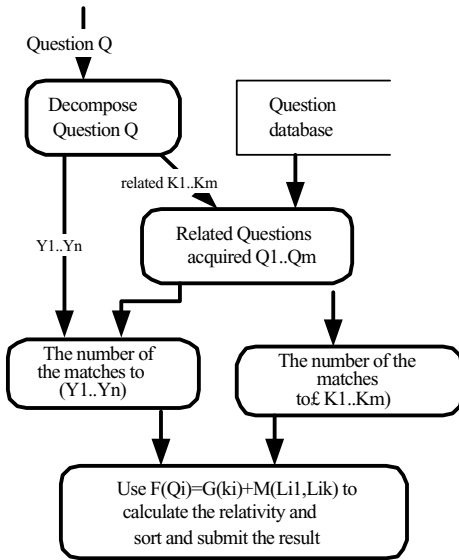 Question Q
Decompose
Question Q
Question
database
related K1..Km
Y1..Yn
Related Questions
acquired Q1..Qm
The number of
the matches to
(Y1..Yn)
The number of the
matches
to£ K1..Km)
Use F(Qi)=G(ki)+M(Li1,Lik) to
calculate the relativity and
sort and submit the result